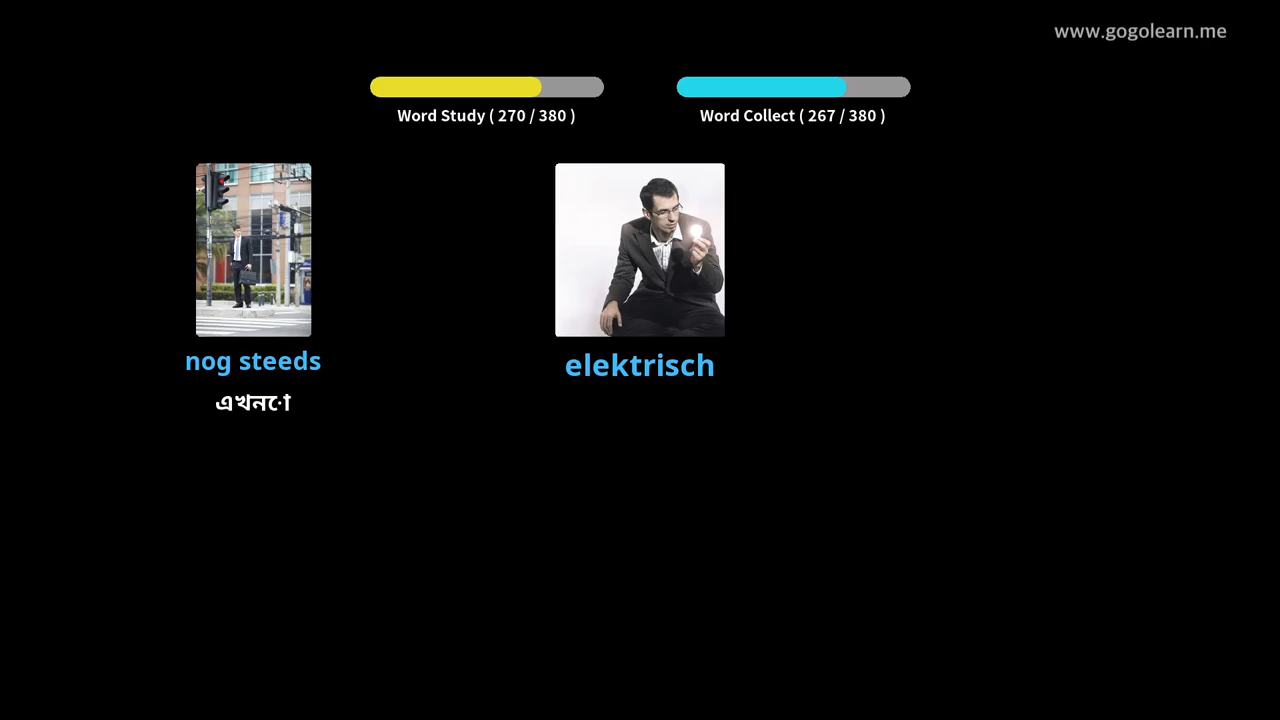 www.gogolearn.me
Word Study ( 270 / 380 )
Word Collect ( 267 / 380 )
nog steeds
elektrisch
এখনো